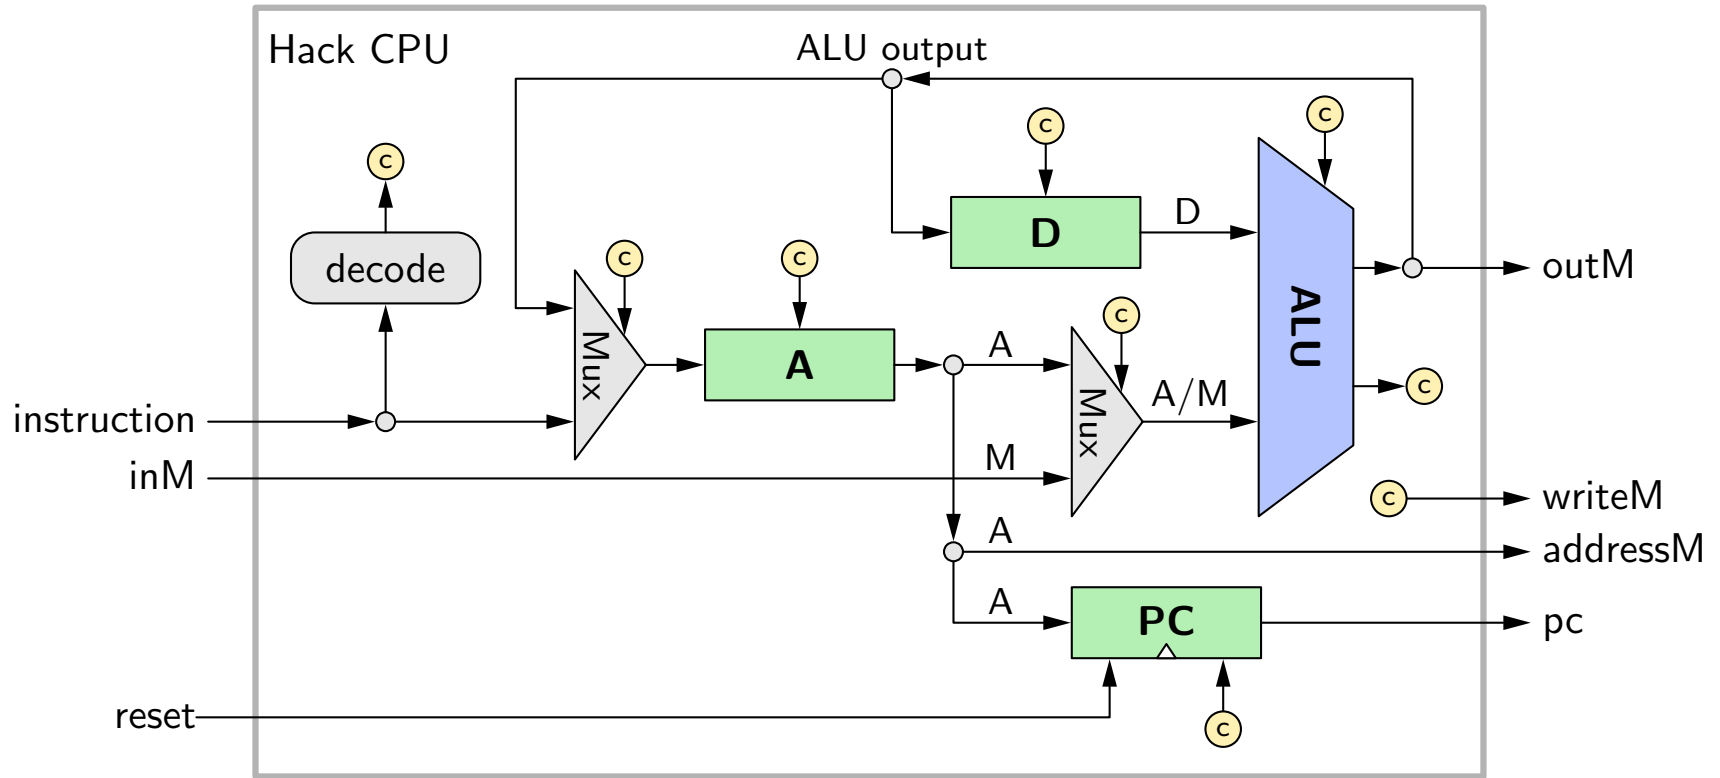 Hack CPU
ALU output
c
c
c
D
D
decode
c
c
outM
Mux
A
A
c
ALU
instruction
Mux
A/M
c
inM
M
c
writeM
A
addressM
A
PC
pc
reset
c